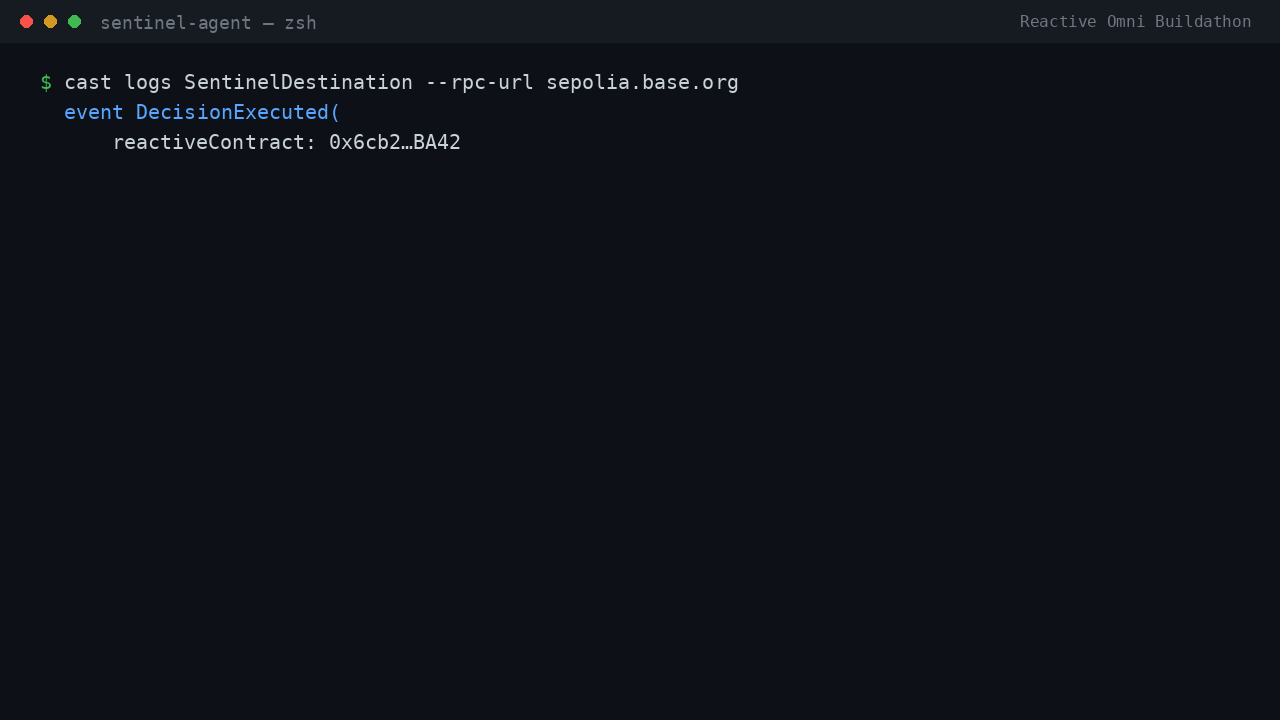 sentinel-agent — zsh
Reactive Omni Buildathon
$ cast logs SentinelDestination --rpc-url sepolia.base.org
event DecisionExecuted(
reactiveContract: 0x6cb2…BA42